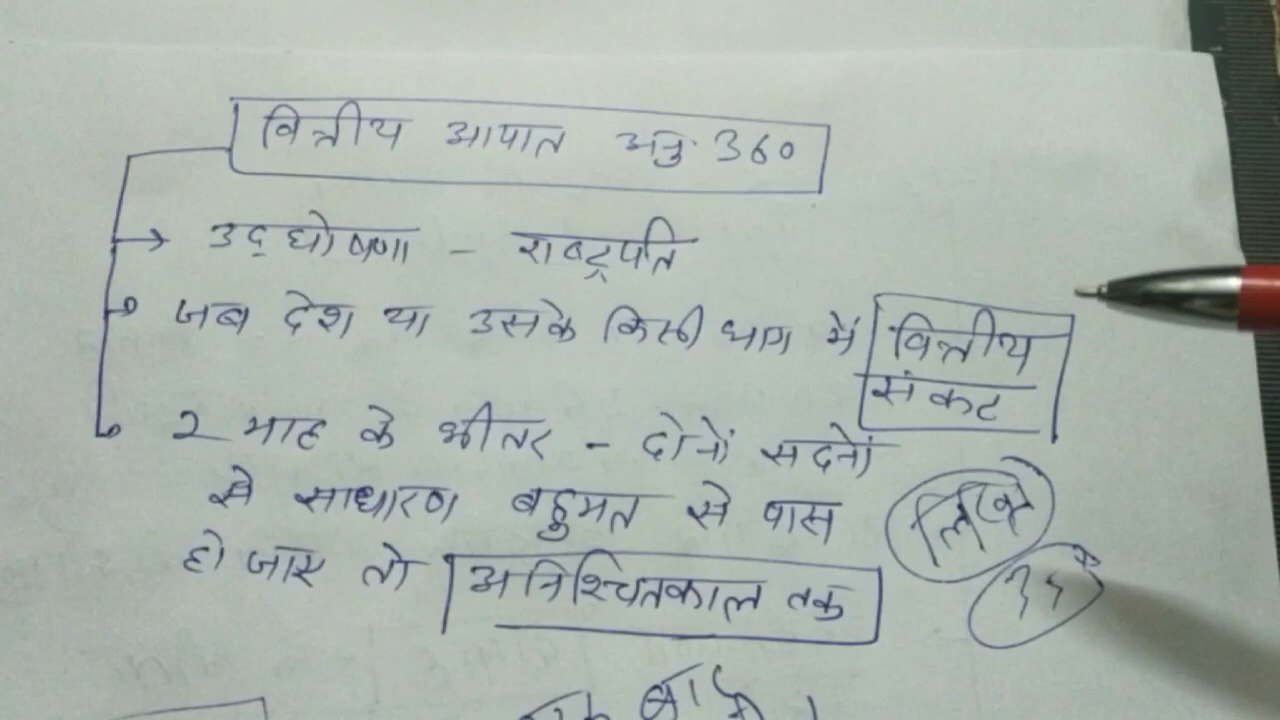 वित्तीय आपात अनु. 360
उद्घोषणा - राष्ट्रपति
जब देश या उसके किसी भाग में वित्तीय संकट
2 माह के भीतर - दोनों सदनों
से साधारण बहुमत से पास
हो जाए तो अनिश्चितकाल तक